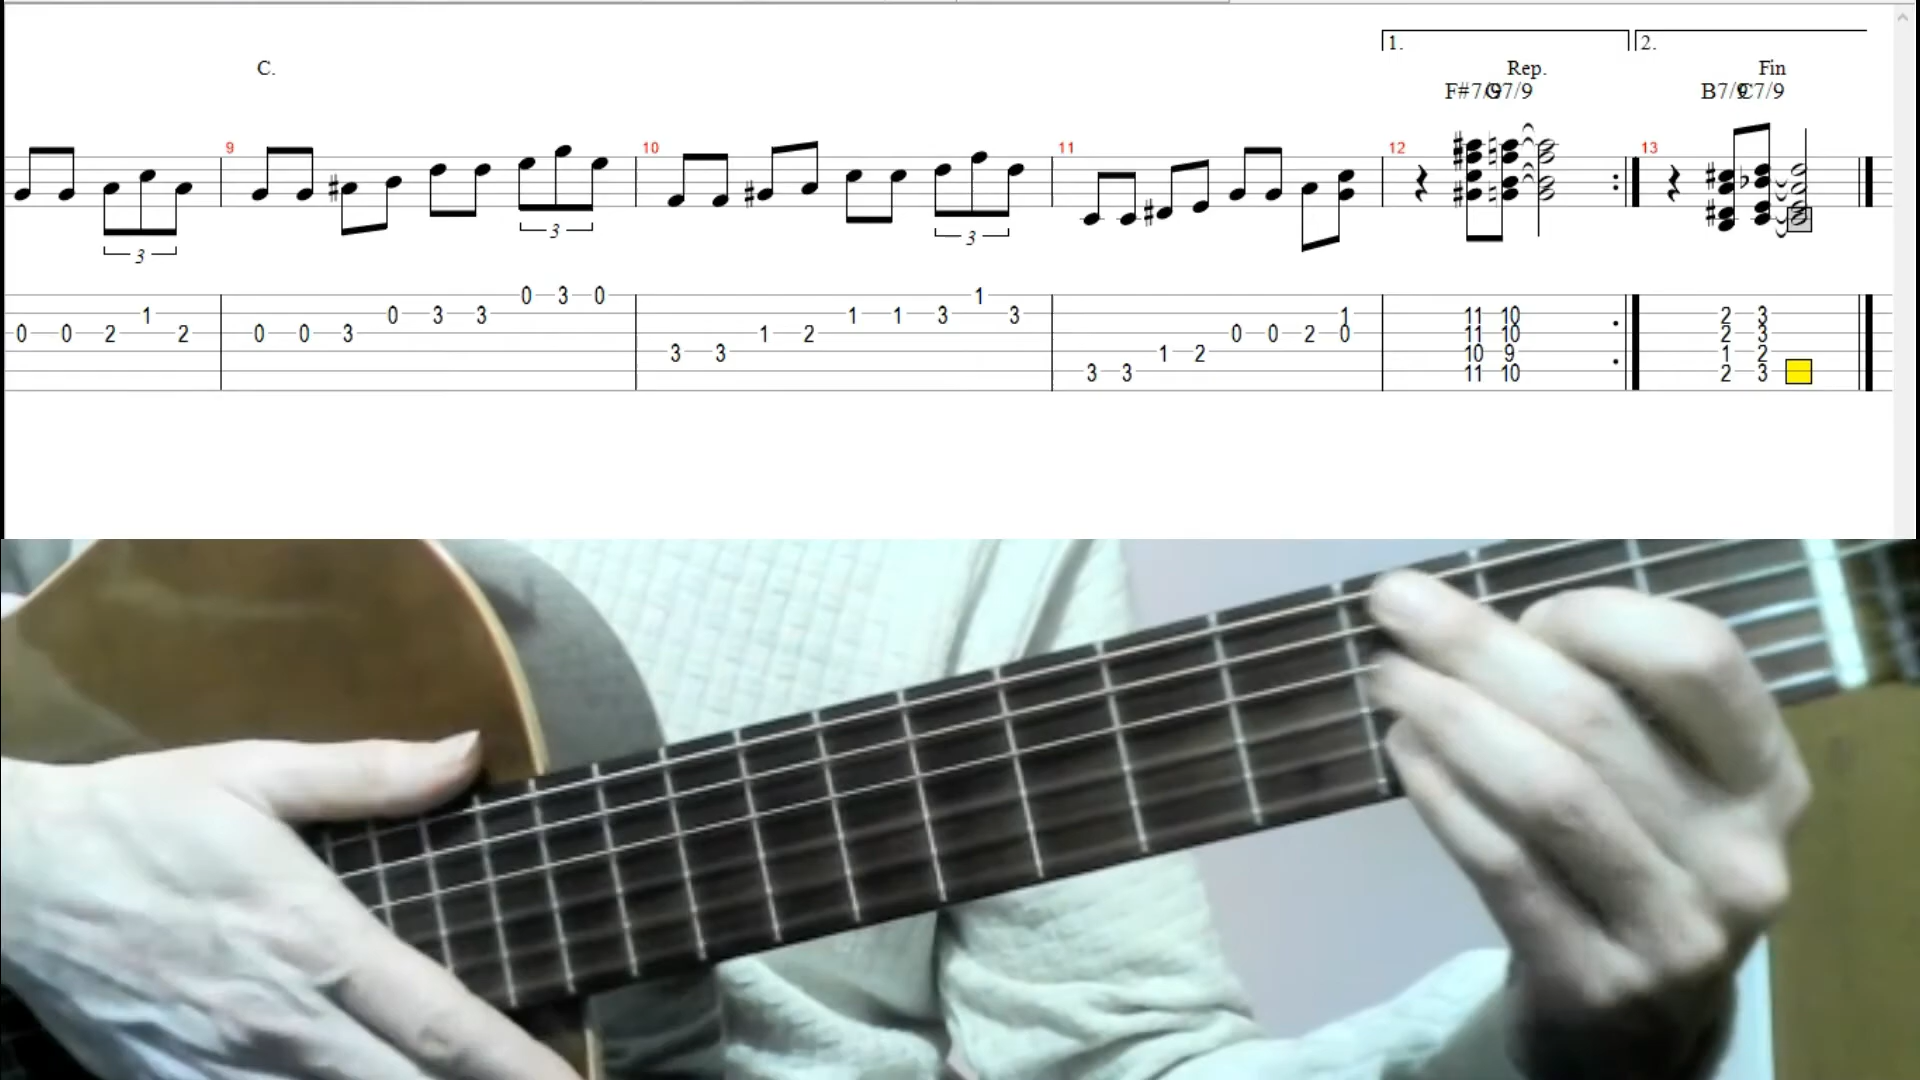 1. 2.
C. Rep. Fin
F#7/9 G7/9 B7/9 C7/9
9 10 11 12 13
3 3 3
0 3 0 1
1 0 3 3 1 1 3 3 1 11 10 2 3
0 0 2 2 0 0 3 1 2 0 0 2 0 11 10 2 3
3 3 1 2 10 9 1 2
3 3 11 10 2 3